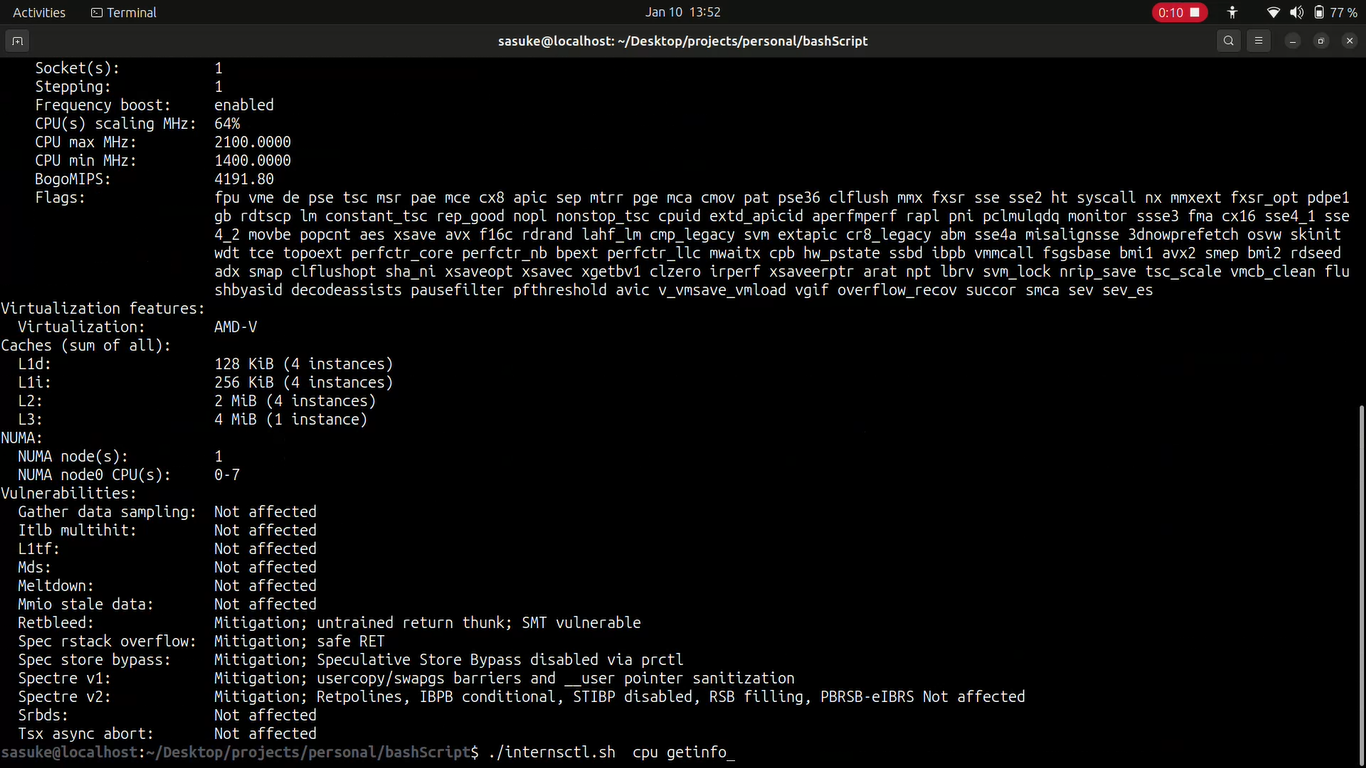 Activities Terminal Jan 10 13:52 0:10 77 %
sasuke@localhost: ~/Desktop/projects/personal/bashScript
Socket(s): 1
Stepping: 1
Frequency boost: enabled
CPU(s) scaling MHz: 64%
CPU max MHz: 2100.0000
CPU min MHz: 1400.0000
BogoMIPS: 4191.80
Flags: fpu vme de pse tsc msr pae mce cx8 apic sep mtrr pge mca cmov pat pse36 clflush mmx fxsr sse sse2 ht syscall nx mmxext fxsr_opt pdpe1
gb rdtscp lm constant_tsc rep_good nopl nonstop_tsc cpuid extd_apicid aperfmperf rapl pni pclmulqdq monitor ssse3 fma cx16 sse4_1 sse
4_2 movbe popcnt aes xsave avx f16c rdrand lahf_lm cmp_legacy svm extapic cr8_legacy abm sse4a misalignsse 3dnowprefetch osvw skinit
wdt tce topoext perfctr_core perfctr_nb bpext perfctr_llc mwaitx cpb hw_pstate ssbd ibpb vmmcall fsgsbase bmi1 avx2 smep bmi2 rdseed
adx smap clflushopt sha_ni xsaveopt xsavec xgetbv1 clzero irperf xsaveerptr arat npt lbrv svm_lock nrip_save tsc_scale vmcb_clean flu
shbyasid decodeassists pausefilter pfthreshold avic v_vmsave_vmload vgif overflow_recov succor smca sev sev_es
Virtualization features:
Virtualization: AMD-V
Caches (sum of all):
L1d: 128 KiB (4 instances)
L1i: 256 KiB (4 instances)
L2: 2 MiB (4 instances)
L3: 4 MiB (1 instance)
NUMA:
NUMA node(s): 1
NUMA node0 CPU(s): 0-7
Vulnerabilities:
Gather data sampling: Not affected
Itlb multihit: Not affected
L1tf: Not affected
Mds: Not affected
Meltdown: Not affected
Mmio stale data: Not affected
Retbleed: Mitigation; untrained return thunk; SMT vulnerable
Spec rstack overflow: Mitigation; safe RET
Spec store bypass: Mitigation; Speculative Store Bypass disabled via prctl
Spectre v1: Mitigation; usercopy/swapgs barriers and __user pointer sanitization
Spectre v2: Mitigation; Retpolines, IBPB conditional, STIBP disabled, RSB filling, PBRSB-eIBRS Not affected
Srbds: Not affected
Tsx async abort: Not affected
sasuke@localhost:~/Desktop/projects/personal/bashScript$ ./internsctl.sh  cpu getinfo_